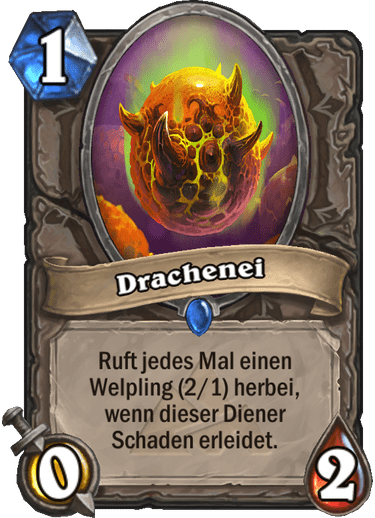 1
Drachenei
Ruft jedes Mal einen
Welpling (2/1) herbei,
wenn dieser Diener
Schaden erleidet.
0
2